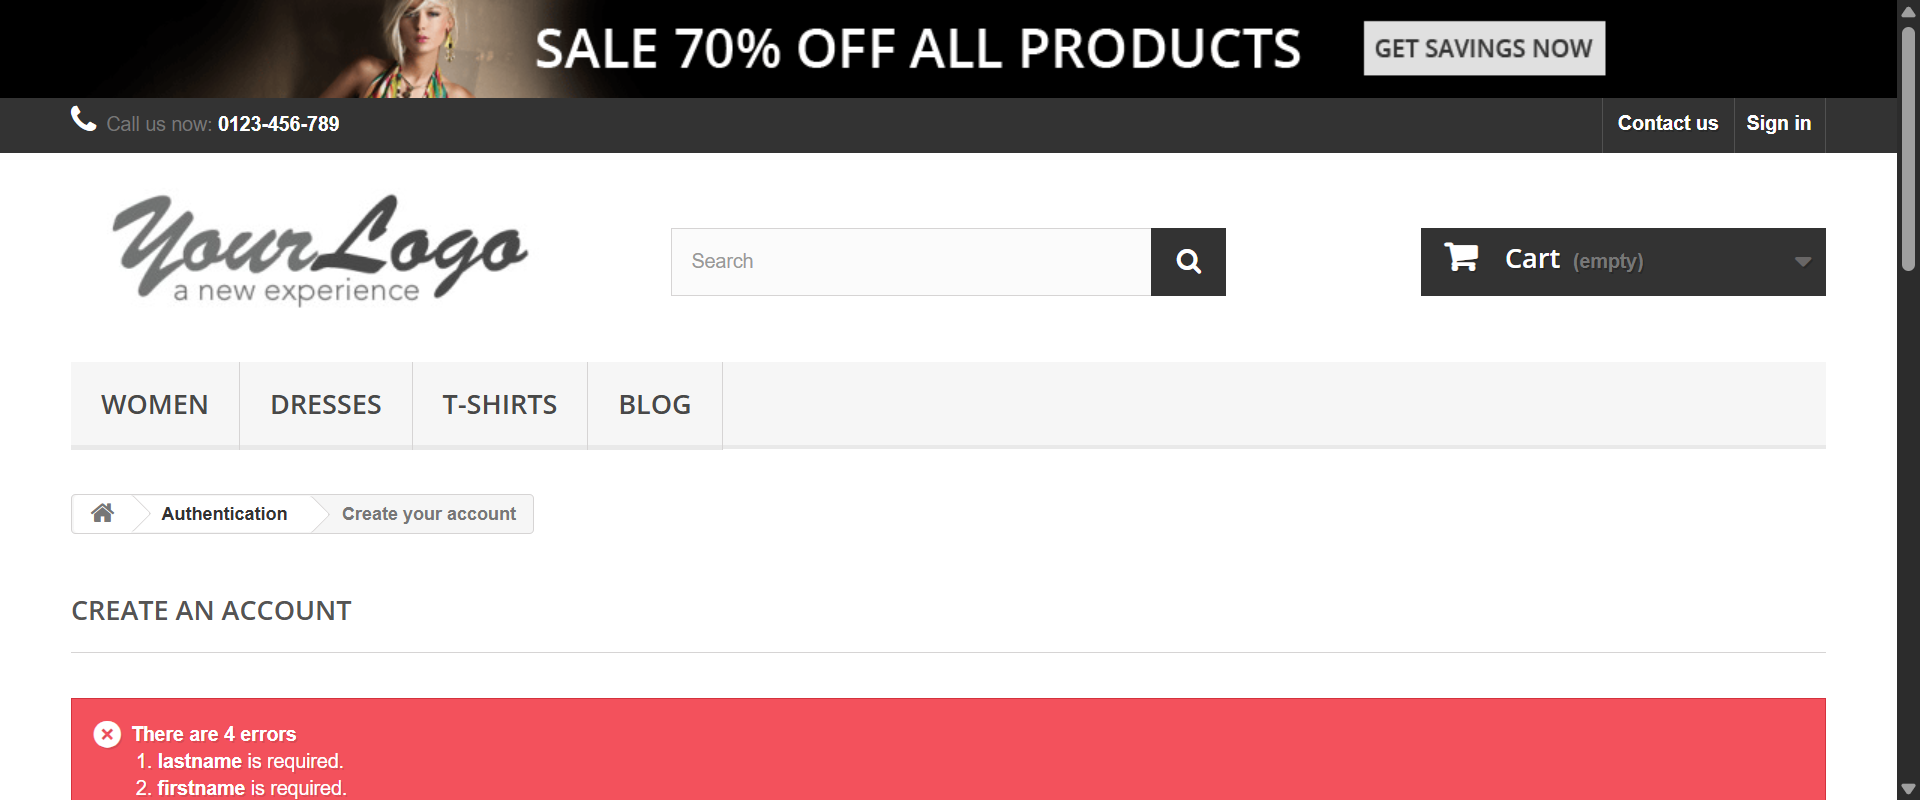 SALE 70% OFF ALL PRODUCTS
GET SAVINGS NOW
Call us now: 0123-456-789
Contact us
Sign in
YourLogo
a new experience
Search
Cart (empty)
WOMEN
DRESSES
T-SHIRTS
BLOG
Authentication
Create your account
CREATE AN ACCOUNT
There are 4 errors
1. lastname is required.
2. firstname is required.